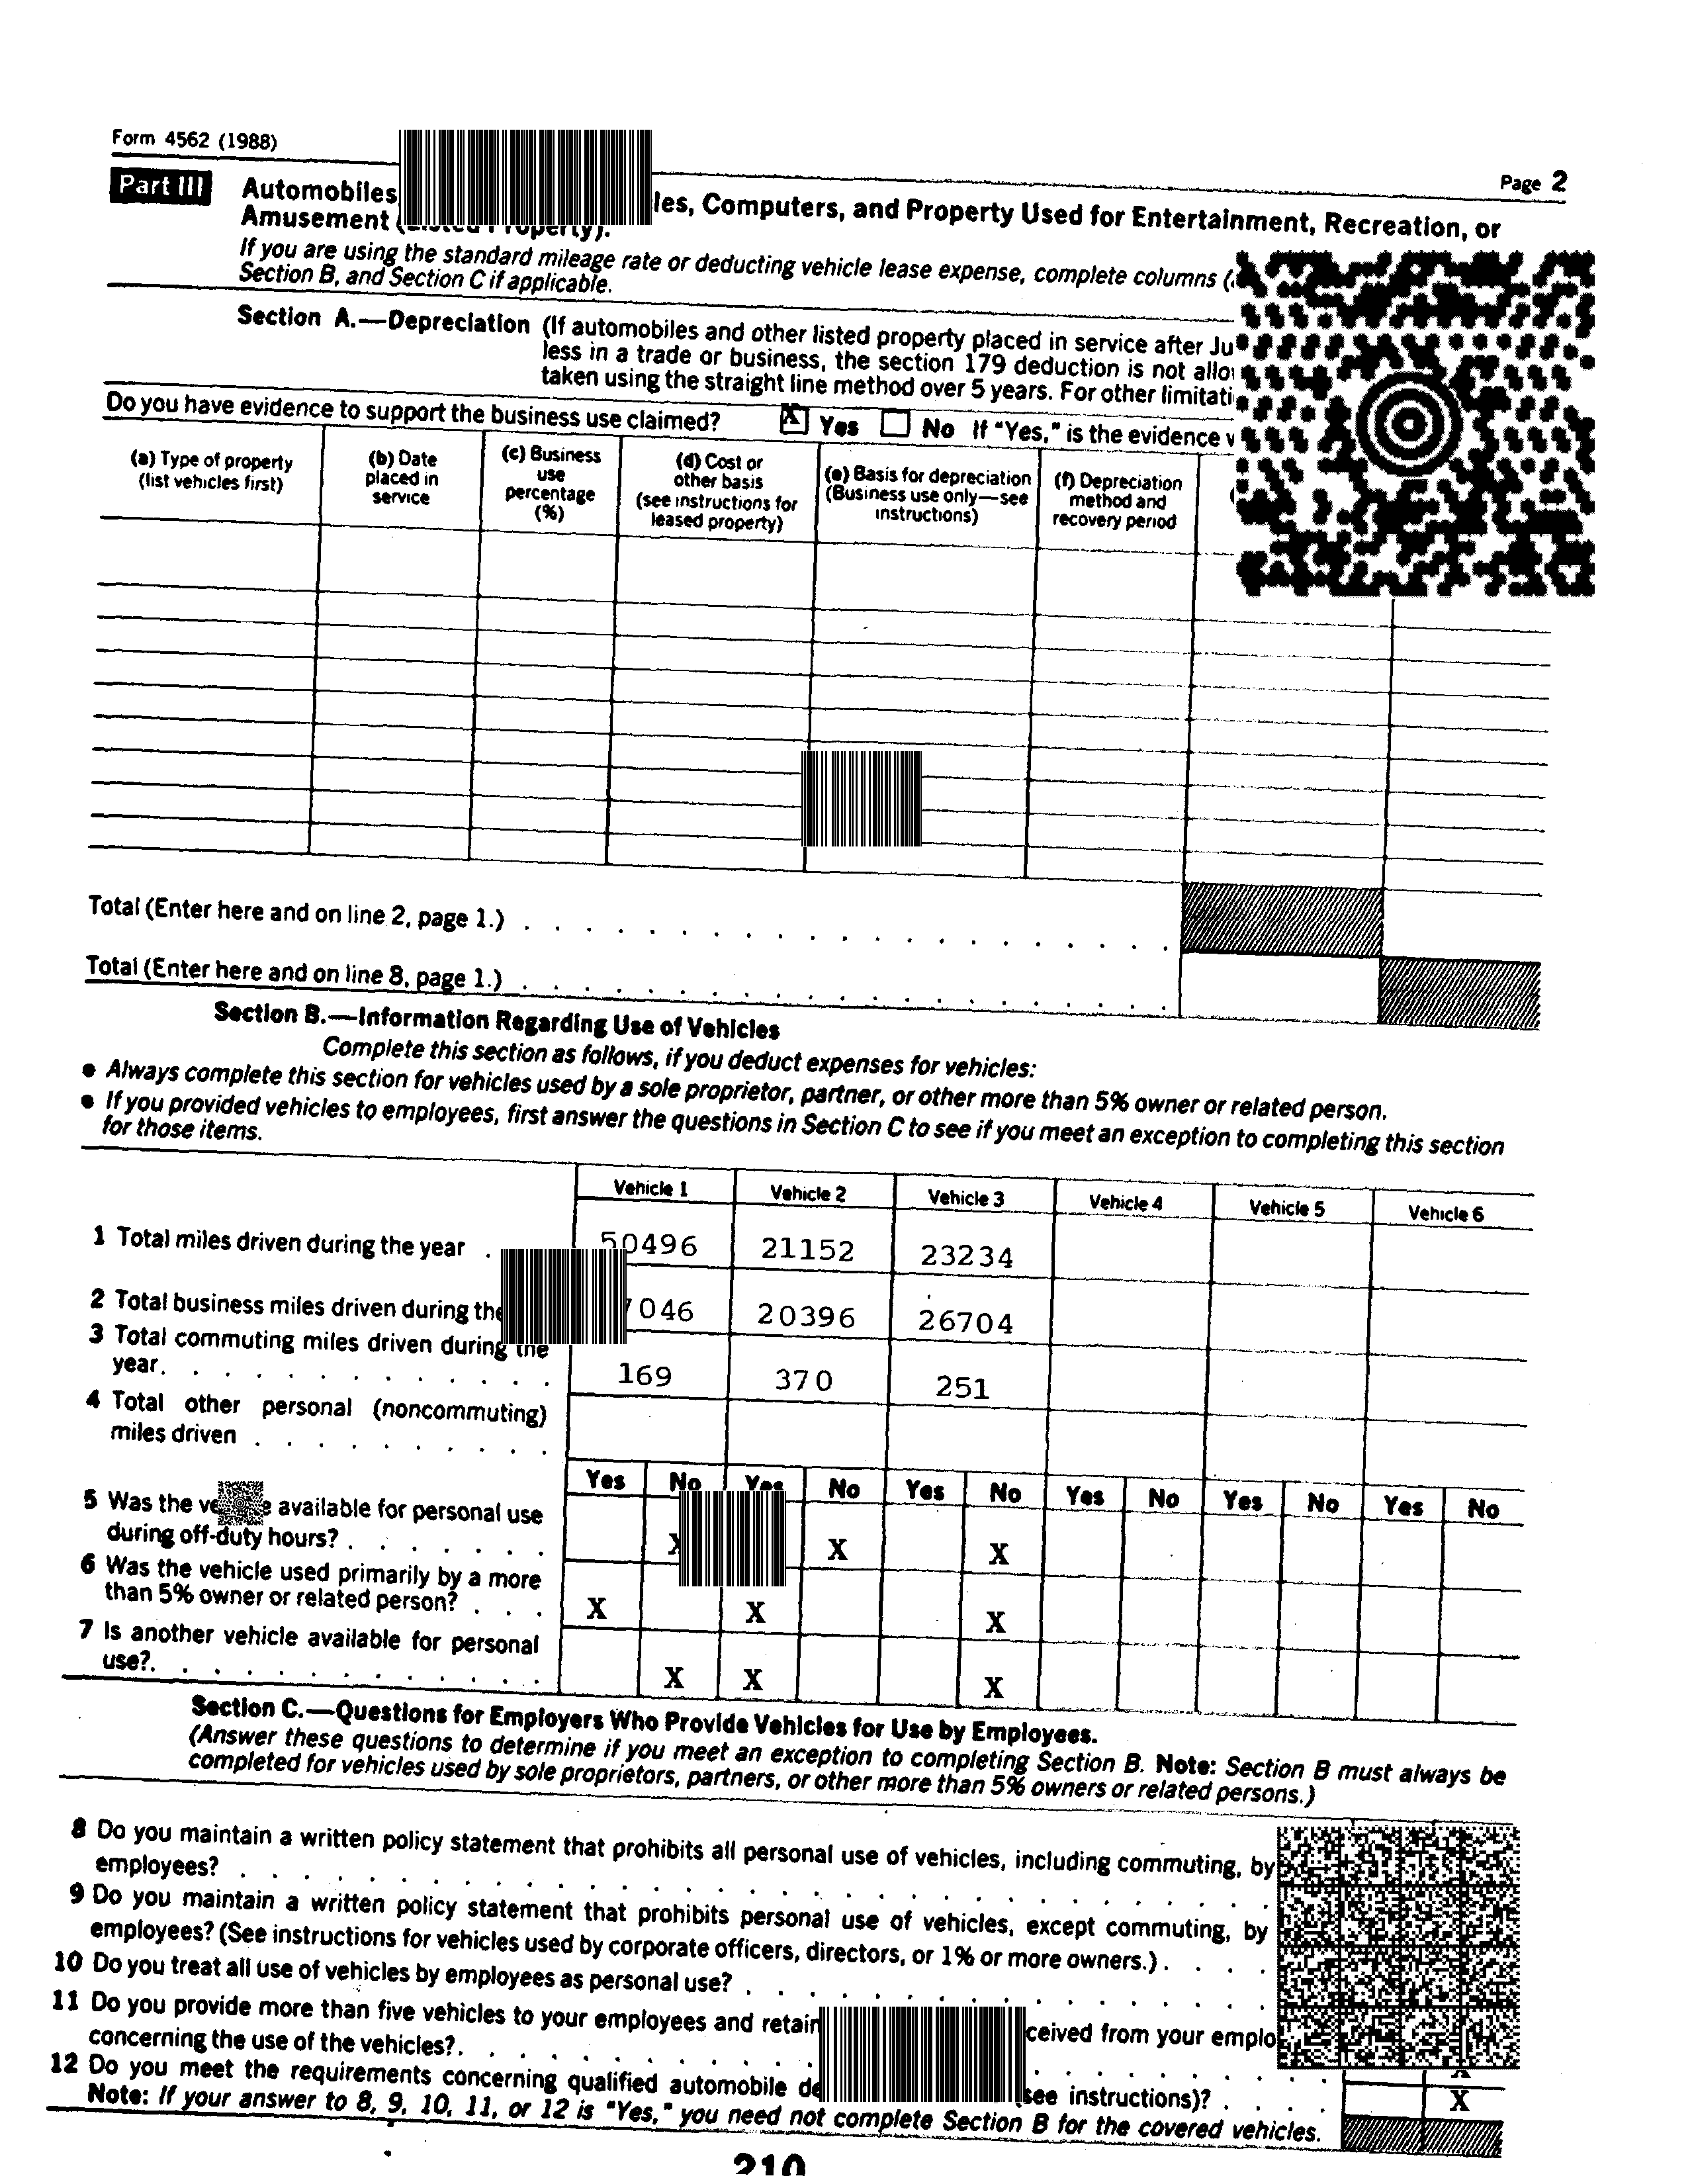 Form 4562 (1988)
Page 2
Part III Automobiles, les, Computers, and Property Used for Entertainment, Recreation, or
Amusement (Listed Property).
If you are using the standard mileage rate or deducting vehicle lease expense, complete columns
Section B, and Section C if applicable.
Section A.—Depreciation (If automobiles and other listed property placed in service after
less in a trade or business, the section 179 deduction is not
taken using the straight line method over 5 years. For other
Do you have evidence to support the business use claimed? X Yes No If "Yes," is the evidence
(a) Type of property
(list vehicles first)
(b) Date
placed in
service
(c) Business
use
percentage
(%)
(d) Cost or
other basis
(see instructions for
leased property)
(e) Basis for depreciation
(Business use only—see
instructions)
(f) Depreciation
method and
recovery period
Total (Enter here and on line 2, page 1.)
Total (Enter here and on line 8, page 1.)
Section B.—Information Regarding Use of Vehicles
Complete this section as follows, if you deduct expenses for vehicles:
● Always complete this section for vehicles used by a sole proprietor, partner, or other more than 5% owner or related person.
● If you provided vehicles to employees, first answer the questions in Section C to see if you meet an exception to completing this section
for those items.
Vehicle 1 Vehicle 2 Vehicle 3 Vehicle 4 Vehicle 5 Vehicle 6
1 Total miles driven during the year . 50496 21152 23234
2 Total business miles driven during the 046 20396 26704
3 Total commuting miles driven during the
year. . . . . . . . . . . . . 169 370 251
4 Total other personal (noncommuting)
miles driven . . . . . . . . . .
Yes No Yes No Yes No Yes No Yes No Yes No
5 Was the available for personal use
during off-duty hours? . . . . . . . X X X
6 Was the vehicle used primarily by a more
than 5% owner or related person? . . . X X X
7 Is another vehicle available for personal
use?. . . . . . . . . . . . . X X X
Section C.—Questions for Employers Who Provide Vehicles for Use by Employees.
(Answer these questions to determine if you meet an exception to completing Section B. Note: Section B must always be
completed for vehicles used by sole proprietors, partners, or other more than 5% owners or related persons.)
8 Do you maintain a written policy statement that prohibits all personal use of vehicles, including commuting, by
employees?
9 Do you maintain a written policy statement that prohibits personal use of vehicles, except commuting, by
employees? (See instructions for vehicles used by corporate officers, directors, or 1% or more owners.) . . . .
10 Do you treat all use of vehicles by employees as personal use?
11 Do you provide more than five vehicles to your employees and retain ceived from your
concerning the use of the vehicles?.
12 Do you meet the requirements concerning qualified automobile see instructions)? . . . . X
Note: If your answer to 8, 9, 10, 11, or 12 is "Yes," you need not complete Section B for the covered vehicles.
210